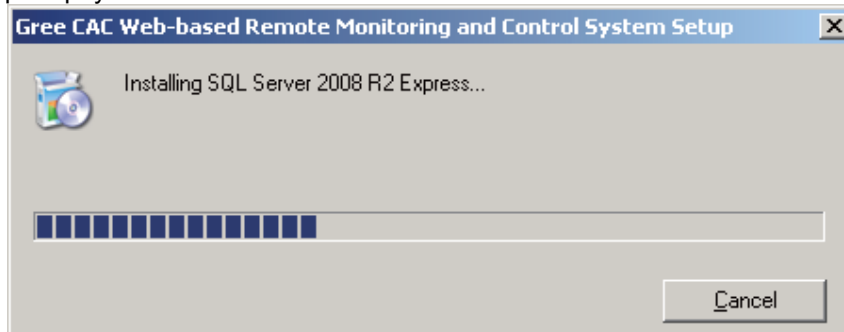 Gree CAC Web-based Remote Monitoring and Control System Setup
Installing SQL Server 2008 R2 Express...
Cancel